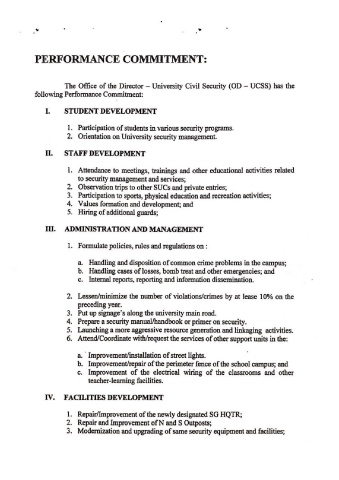 PERFORMANCE COMMITMENT:
The Office of the Director – University Civil Security (OD – UCSS) has the
following Performance Commitment:
I. STUDENT DEVELOPMENT
1. Participation of students in various security programs.
2. Orientation on University security management.
II. STAFF DEVELOPMENT
1. Attendance to meetings, trainings and other educational activities related
to security management and services;
2. Observation trips to other SUCs and private entries;
3. Participation to sports, physical education and recreation activities;
4. Values formation and development; and
5. Hiring of additional guards;
III. ADMINISTRATION AND MANAGEMENT
1. Formulate policies, rules and regulations on :
a. Handling and disposition of common crime problems in the campus;
b. Handling cases of losses, bomb treat and other emergencies; and
c. Internal reports, reporting and information dissemination.
2. Lessen/minimize the number of violations/crimes by at lease 10% on the
preceding year.
3. Put up signage's along the university main road.
4. Prepare a security manual/handbook or primer on security.
5. Launching a more aggressive resource generation and linkaging activities.
6. Attend/Coordinate with/request the services of other support units in the:
a. Improvement/installation of street lights.
b. Improvement/repair of the perimeter fence of the school campus; and
c. Improvement of the electrical wiring of the classrooms and other
teacher-learning facilities.
IV. FACILITIES DEVELOPMENT
1. Repair/Improvement of the newly designated SG HQTR;
2. Repair and Improvement of N and S Outposts;
3. Modernization and upgrading of same security equipment and facilities;